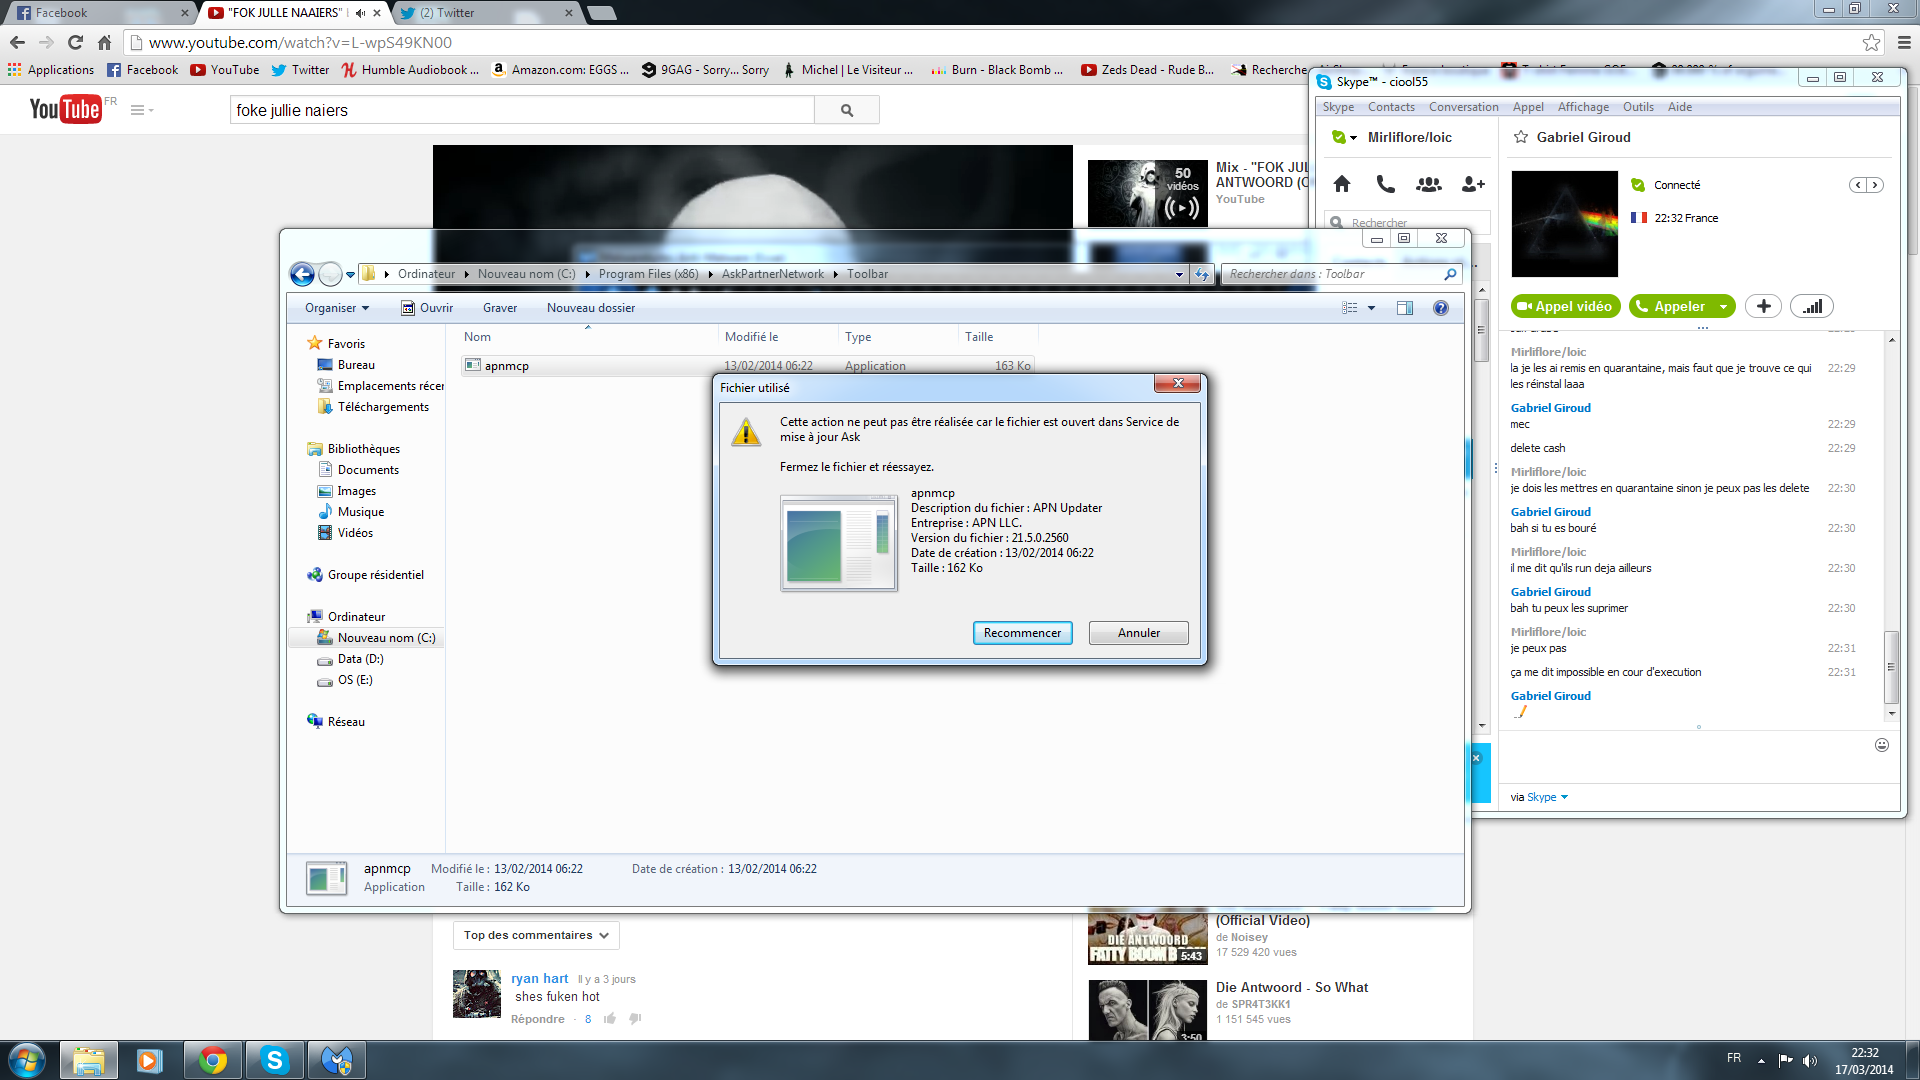 Facebook
"FOK JULLE NAAIERS"
(2) Twitter
www.youtube.com/watch?v=L-wpS49KN00
Applications
Facebook
YouTube
Twitter
Humble Audiobook ...
Amazon.com: EGGS ...
9GAG - Sorry... Sorry
Michel | Le Visiteur ...
Burn - Black Bomb ...
Zeds Dead - Rude B...
Recherche
YouTube FR
foke jullie naiers
50
vidéos
Mix - "FOK JUL
ANTWOORD (O
YouTube
Skype™ - ciool55
Skype Contacts Conversation Appel Affichage Outils Aide
Mirliflore/loic
Rechercher
Gabriel Giroud
Connecté
22:32 France
Appel vidéo
Appeler
Mirliflore/loic
la je les ai remis en quarantaine, mais faut que je trouve ce qui 22:29
les réinstal laaa
Gabriel Giroud
mec 22:29
delete cash 22:29
Mirliflore/loic
je dois les mettres en quarantaine sinon je peux pas les delete 22:30
Gabriel Giroud
bah si tu es bouré 22:30
Mirliflore/loic
il me dit qu'ils run deja ailleurs 22:30
Gabriel Giroud
bah tu peux les suprimer 22:30
Mirliflore/loic
je peux pas 22:31
ça me dit impossible en cour d'execution 22:31
Gabriel Giroud
via Skype
Ordinateur Nouveau nom (C:) Program Files (x86) AskPartnerNetwork Toolbar
Rechercher dans : Toolbar
Organiser Ouvrir Graver Nouveau dossier
Favoris
Bureau
Emplacements récer
Téléchargements
Bibliothèques
Documents
Images
Musique
Vidéos
Groupe résidentiel
Ordinateur
Nouveau nom (C:)
Data (D:)
OS (E:)
Réseau
Nom Modifié le Type Taille
apnmcp 13/02/2014 06:22 Application 163 Ko
Fichier utilisé
Cette action ne peut pas être réalisée car le fichier est ouvert dans Service de
mise à jour Ask
Fermez le fichier et réessayez.
apnmcp
Description du fichier : APN Updater
Entreprise : APN LLC.
Version du fichier : 21.5.0.2560
Date de création : 13/02/2014 06:22
Taille : 162 Ko
Recommencer
Annuler
apnmcp Modifié le : 13/02/2014 06:22 Date de création : 13/02/2014 06:22
Application Taille : 162 Ko
Top des commentaires
ryan hart Il y a 3 jours
shes fuken hot
Répondre · 8
DIE ANTWOORD
FATTY BOOM B
5:43
(Official Video)
de Noisey
17 529 420 vues
3:50
Die Antwoord - So What
de SPR4T3KK1
1 151 545 vues
FR
22:32
17/03/2014